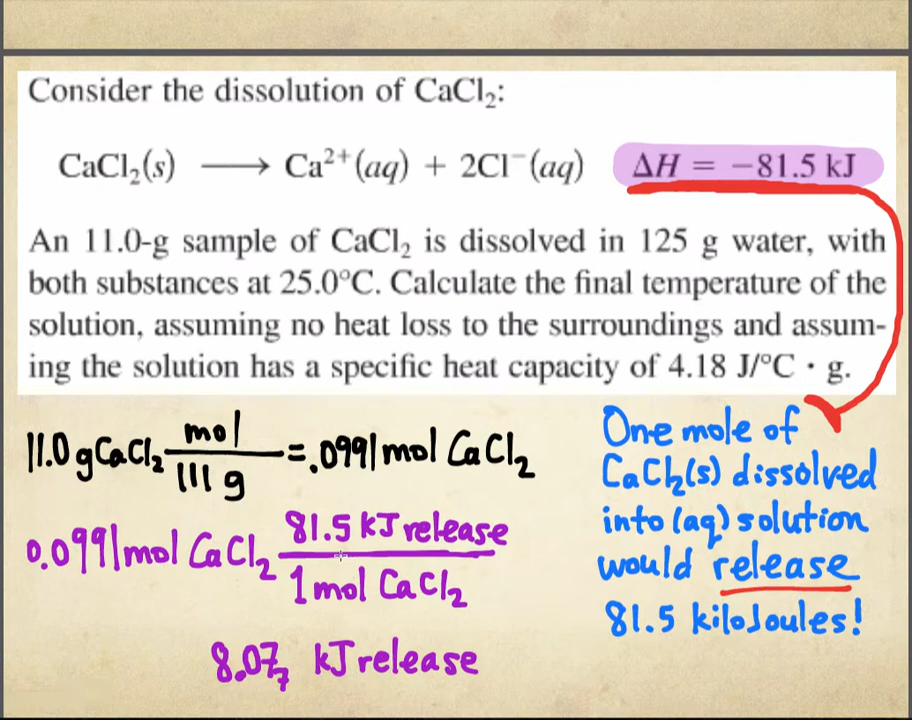 Consider the dissolution of CaCl₂:
CaCl₂(s) ⟶ Ca²⁺(aq) + 2Cl⁻(aq) ΔH = −81.5 kJ
An 11.0-g sample of CaCl₂ is dissolved in 125 g water, with
both substances at 25.0°C. Calculate the final temperature of the
solution, assuming no heat loss to the surroundings and assum-
ing the solution has a specific heat capacity of 4.18 J/°C · g.
11.0 g CaCl₂ mol / 111 g = .0991 mol CaCl₂
0.0991 mol CaCl₂ 81.5 kJ release / 1 mol CaCl₂
8.07₇ kJ release
One mole of
CaCl₂(s) dissolved
into (aq) solution
would release
81.5 kiloJoules!